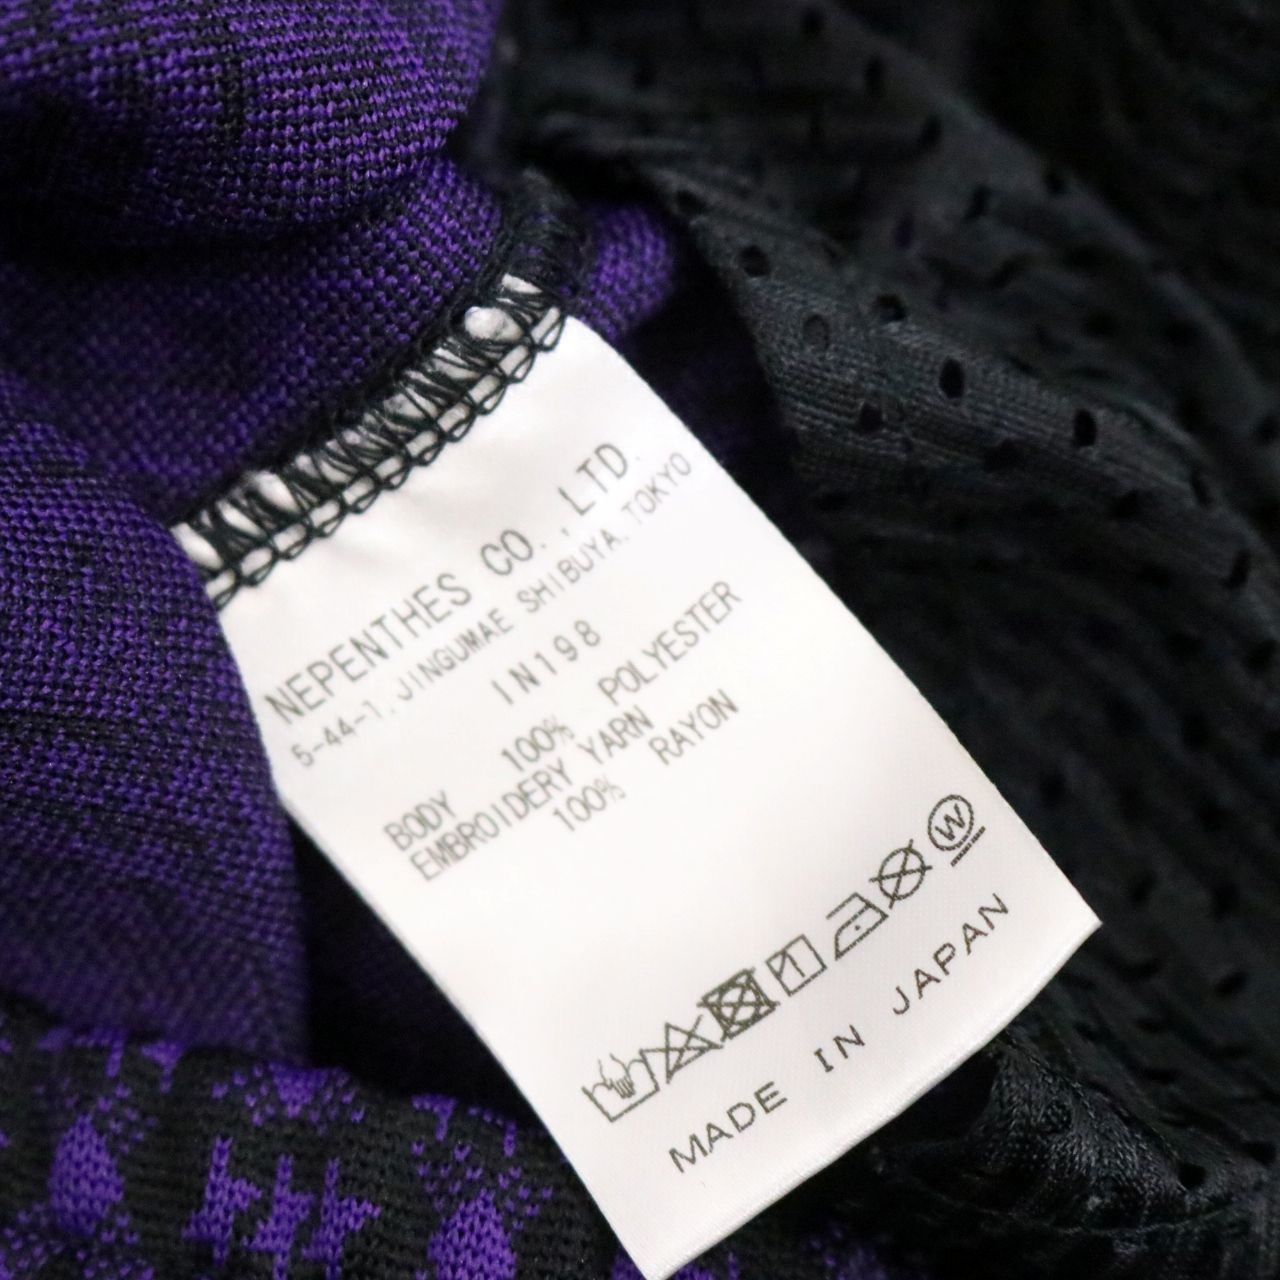 NEPENTHES CO.,LTD.
5-44-1, JINGUMAE SHIBUYA, TOKYO
IN198
BODY
100% POLYESTER
EMBROIDERY YARN
100% RAYON
W
MADE IN JAPAN